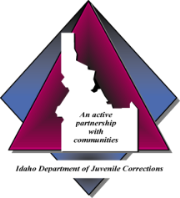 An active
partnership
with
communities
Idaho Department of Juvenile Corrections